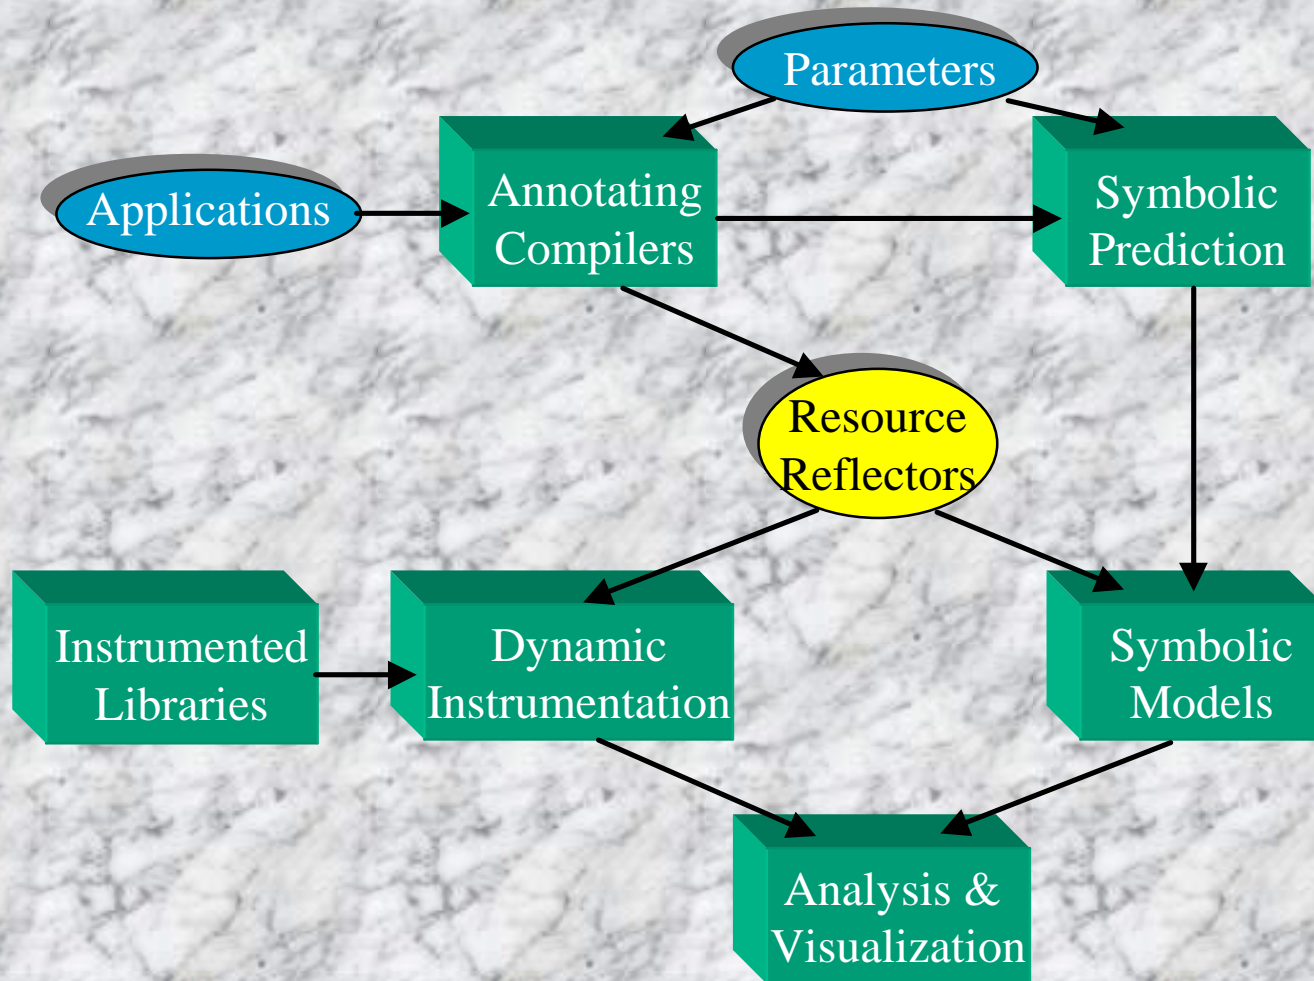 Parameters
Applications
Annotating
Compilers
Symbolic
Prediction
Resource
Reflectors
Instrumented
Libraries
Dynamic
Instrumentation
Symbolic
Models
Analysis &
Visualization